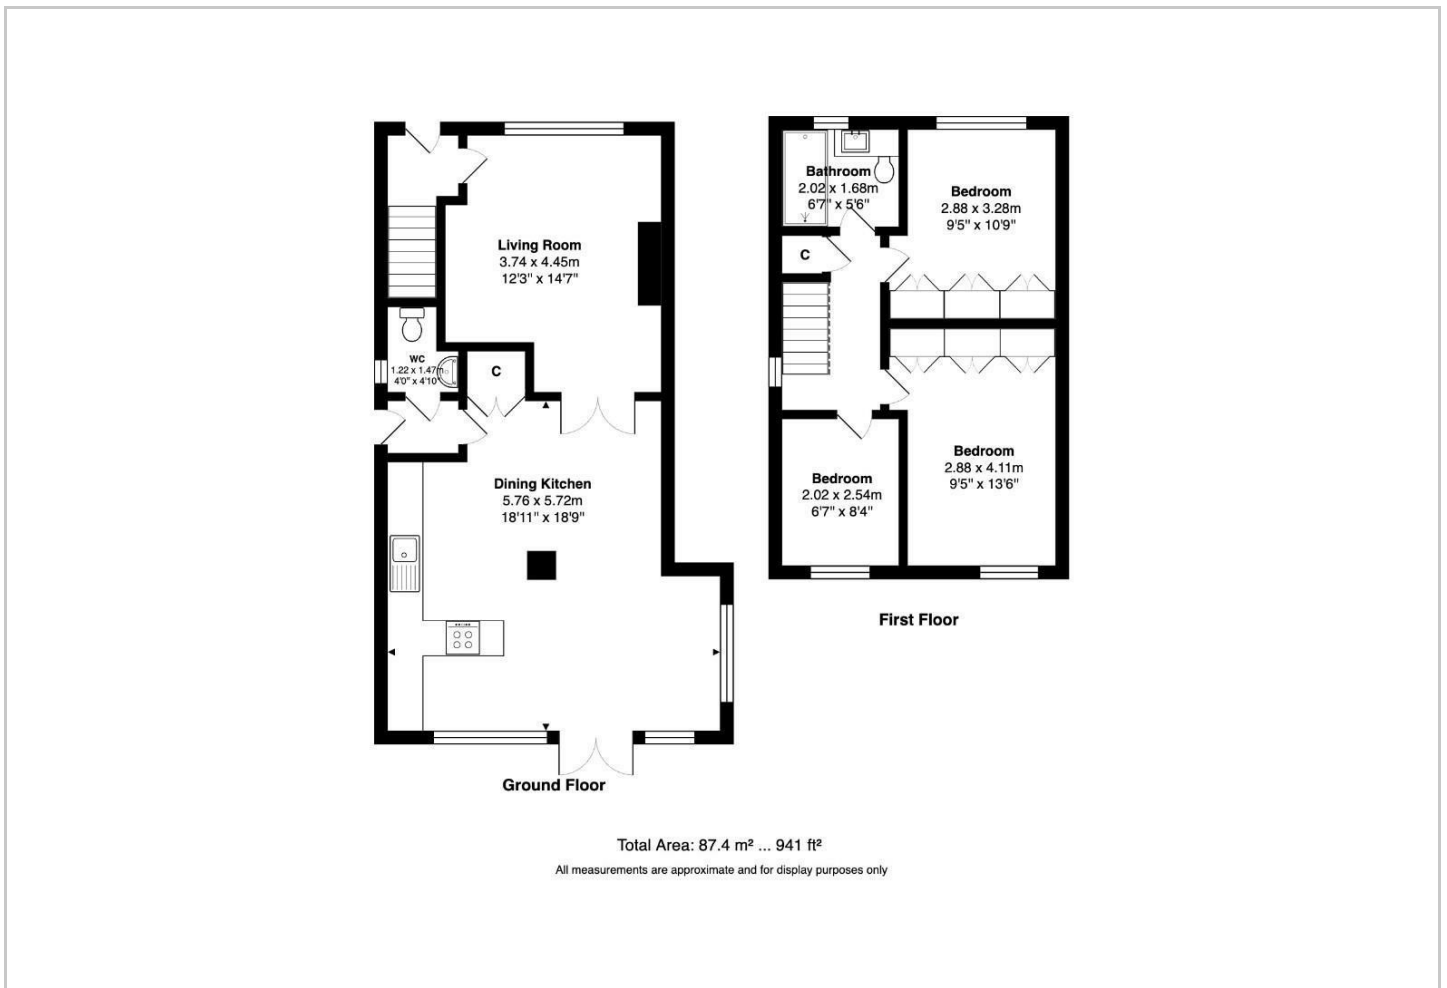 Living Room
3.74 x 4.45m
12'3" x 14'7"
WC
1.22 x 1.47m
4'0" x 4'10"
C
Dining Kitchen
5.76 x 5.72m
18'11" x 18'9"
Ground Floor
Bathroom
2.02 x 1.68m
6'7" x 5'6"
C
Bedroom
2.88 x 3.28m
9'5" x 10'9"
Bedroom
2.88 x 4.11m
9'5" x 13'6"
Bedroom
2.02 x 2.54m
6'7" x 8'4"
First Floor
Total Area: 87.4 m² ... 941 ft²
All measurements are approximate and for display purposes only